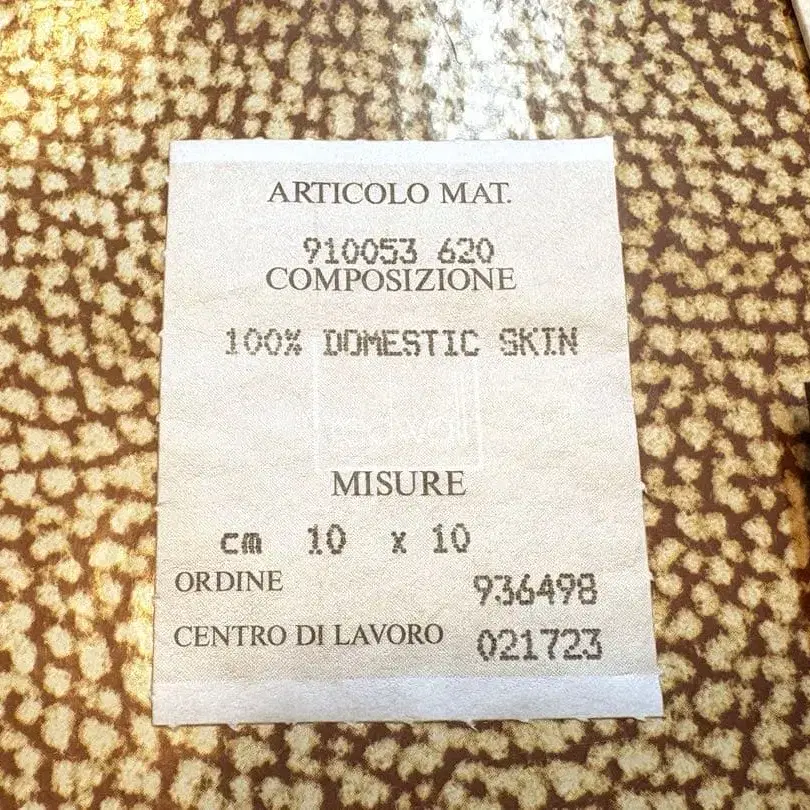 ARTICOLO MAT.
910053 620
COMPOSIZIONE
100% DOMESTIC SKIN
MISURE
cm 10 x 10
ORDINE 936498
CENTRO DI LAVORO 021723